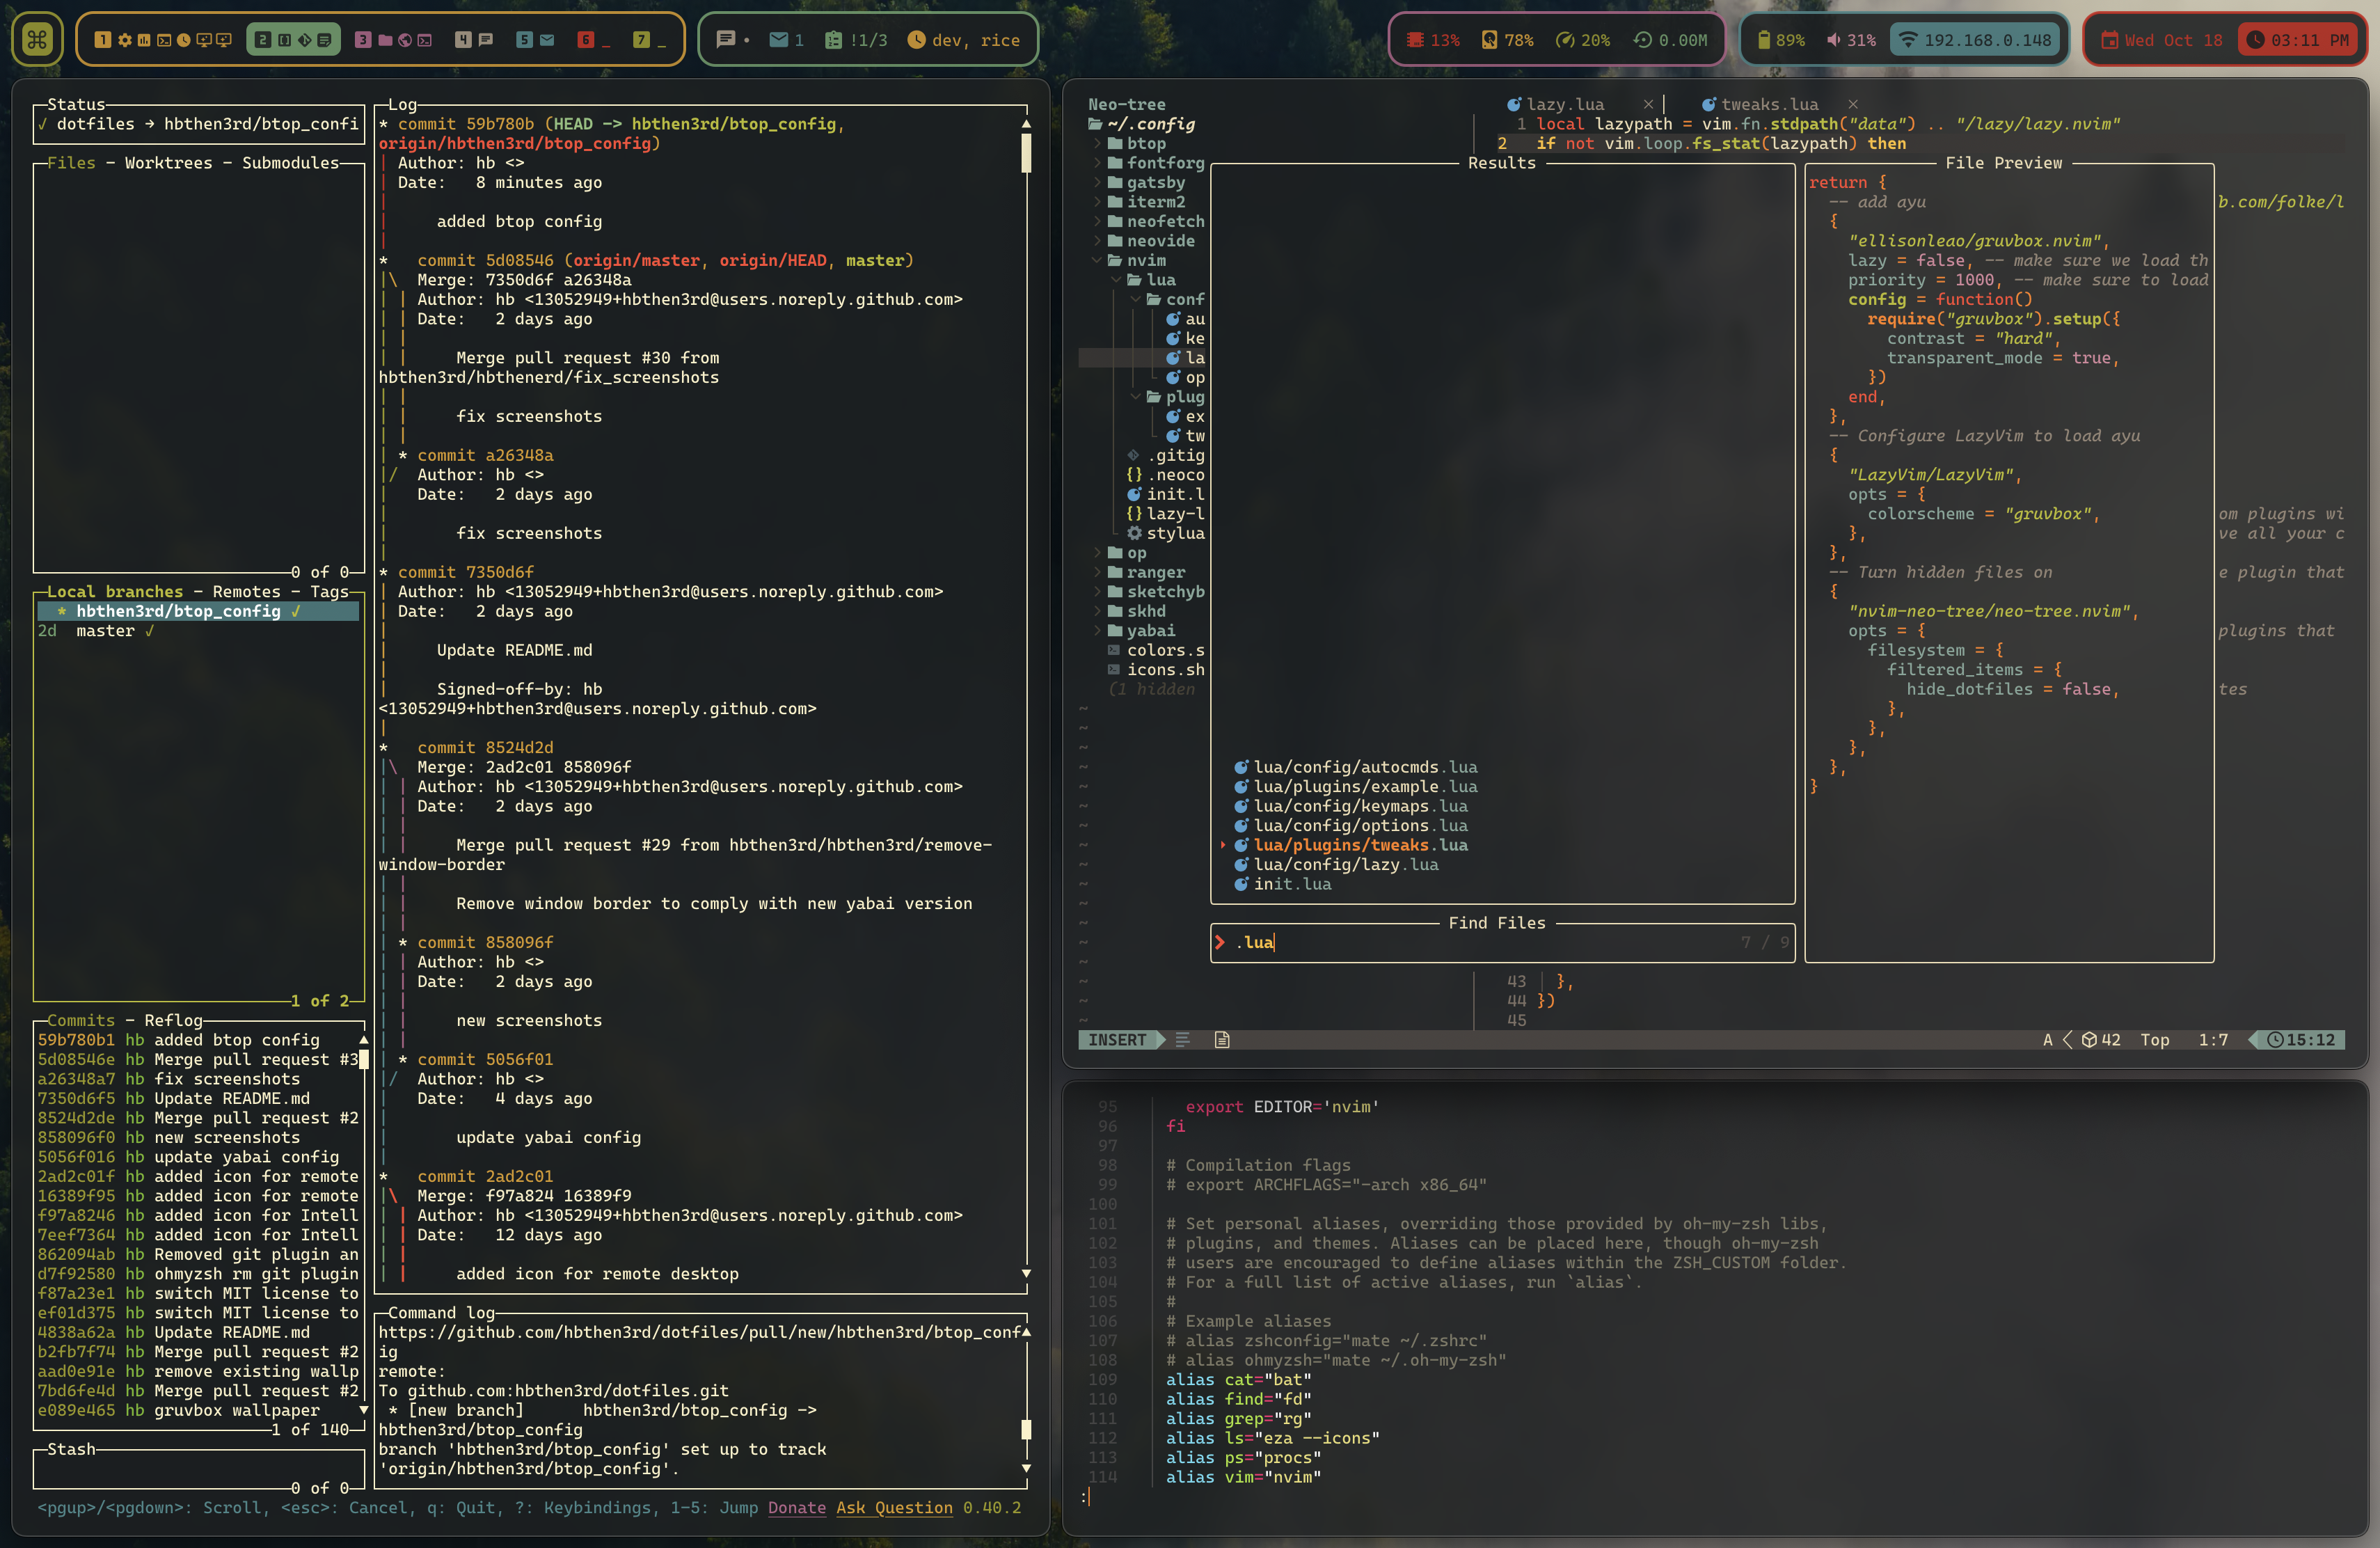 1 2 3 4 5 6 _ 7 _
1 !1/3 dev, rice
13% 78% 20% 0.00M
89% 31% 192.168.0.148
Wed Oct 18 03:11 PM
Status
✓ dotfiles → hbthen3rd/btop_confi
Files - Worktrees - Submodules
0 of 0
Local branches - Remotes - Tags
* hbthen3rd/btop_config ✓
2d master ✓
1 of 2
Commits - Reflog
59b780b1 hb added btop config
5d08546e hb Merge pull request #3
a26348a7 hb fix screenshots
7350d6f5 hb Update README.md
8524d2de hb Merge pull request #2
858096f0 hb new screenshots
5056f016 hb update yabai config
2ad2c01f hb added icon for remote
16389f95 hb added icon for remote
f97a8246 hb added icon for Intell
7eef7364 hb added icon for Intell
862094ab hb Removed git plugin an
d7f92580 hb ohmyzsh rm git plugin
f87a23e1 hb switch MIT license to
ef01d375 hb switch MIT license to
4838a62a hb Update README.md
b2fb7f74 hb Merge pull request #2
aad0e91e hb remove existing wallp
7bd6fe4d hb Merge pull request #2
e089e465 hb gruvbox wallpaper
1 of 140
Stash
0 of 0
Log
* commit 59b780b (HEAD -> hbthen3rd/btop_config,
origin/hbthen3rd/btop_config)
| Author: hb <>
| Date:   8 minutes ago
|
|     added btop config
|
*   commit 5d08546 (origin/master, origin/HEAD, master)
|\  Merge: 7350d6f a26348a
| | Author: hb <13052949+hbthen3rd@users.noreply.github.com>
| | Date:   2 days ago
| |
| |     Merge pull request #30 from
hbthen3rd/hbthenerd/fix_screenshots
| |
| |     fix screenshots
| |
| * commit a26348a
|/  Author: hb <>
|   Date:   2 days ago
|
|       fix screenshots
|
* commit 7350d6f
| Author: hb <13052949+hbthen3rd@users.noreply.github.com>
| Date:   2 days ago
|
|     Update README.md
|
|     Signed-off-by: hb
<13052949+hbthen3rd@users.noreply.github.com>
|
*   commit 8524d2d
|\  Merge: 2ad2c01 858096f
| | Author: hb <13052949+hbthen3rd@users.noreply.github.com>
| | Date:   2 days ago
| |
| |     Merge pull request #29 from hbthen3rd/hbthen3rd/remove-
window-border
| |
| |     Remove window border to comply with new yabai version
| |
| * commit 858096f
| | Author: hb <>
| | Date:   2 days ago
| |
| |     new screenshots
| |
| * commit 5056f01
|/  Author: hb <>
|   Date:   4 days ago
|
|       update yabai config
|
*   commit 2ad2c01
|\  Merge: f97a824 16389f9
| | Author: hb <13052949+hbthen3rd@users.noreply.github.com>
| | Date:   12 days ago
| |
| |     added icon for remote desktop
Command log
https://github.com/hbthen3rd/dotfiles/pull/new/hbthen3rd/btop_conf
ig
remote:
To github.com:hbthen3rd/dotfiles.git
* [new branch]      hbthen3rd/btop_config ->
hbthen3rd/btop_config
branch 'hbthen3rd/btop_config' set up to track
'origin/hbthen3rd/btop_config'.
<pgup>/<pgdown>: Scroll, <esc>: Cancel, q: Quit, ?: Keybindings, 1-5: Jump Donate Ask Question 0.40.2
Neo-tree
~/.config
btop
fontforg
gatsby
iterm2
neofetch
neovide
nvim
lua
conf
au
ke
la
op
plug
ex
tw
.gitig
.neoco
init.l
lazy-l
stylua
op
ranger
sketchyb
skhd
yabai
colors.s
icons.sh
(1 hidden
lazy.lua × tweaks.lua ×
1 local lazypath = vim.fn.stdpath("data") .. "/lazy/lazy.nvim"
2 if not vim.loop.fs_stat(lazypath) then
b.com/folke/l
om plugins wi
ve all your c
e plugin that
plugins that
tes
Results
lua/config/autocmds.lua
lua/plugins/example.lua
lua/config/keymaps.lua
lua/config/options.lua
lua/plugins/tweaks.lua
lua/config/lazy.lua
init.lua
Find Files
> .lua 7 / 9
File Preview
return {
-- add ayu
{
"ellisonleao/gruvbox.nvim",
lazy = false, -- make sure we load th
priority = 1000, -- make sure to load
config = function()
require("gruvbox").setup({
contrast = "hard",
transparent_mode = true,
})
end,
},
-- Configure LazyVim to load ayu
{
"LazyVim/LazyVim",
opts = {
colorscheme = "gruvbox",
},
},
-- Turn hidden files on
{
"nvim-neo-tree/neo-tree.nvim",
opts = {
filesystem = {
filtered_items = {
hide_dotfiles = false,
},
},
},
},
}
43 },
44 })
45
INSERT A 42 Top 1:7 15:12
95 export EDITOR='nvim'
96 fi
97
98 # Compilation flags
99 # export ARCHFLAGS="-arch x86_64"
100
101 # Set personal aliases, overriding those provided by oh-my-zsh libs,
102 # plugins, and themes. Aliases can be placed here, though oh-my-zsh
103 # users are encouraged to define aliases within the ZSH_CUSTOM folder.
104 # For a full list of active aliases, run `alias`.
105 #
106 # Example aliases
107 # alias zshconfig="mate ~/.zshrc"
108 # alias ohmyzsh="mate ~/.oh-my-zsh"
109 alias cat="bat"
110 alias find="fd"
111 alias grep="rg"
112 alias ls="eza --icons"
113 alias ps="procs"
114 alias vim="nvim"
: